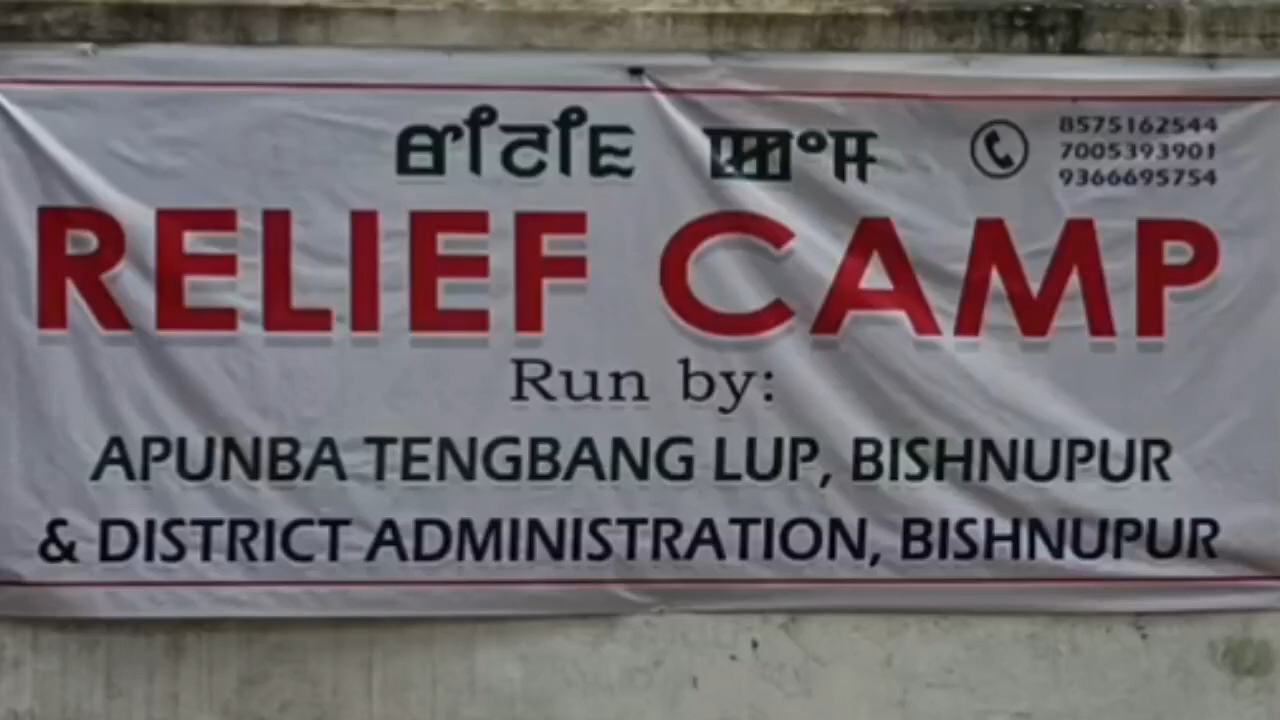 ꯔꯤꯂꯤꯐ
8575162544
7005393901
9366695754
RELIEF CAMP
Run by:
APUNBA TENGBANG LUP, BISHNUPUR
& DISTRICT ADMINISTRATION, BISHNUPUR